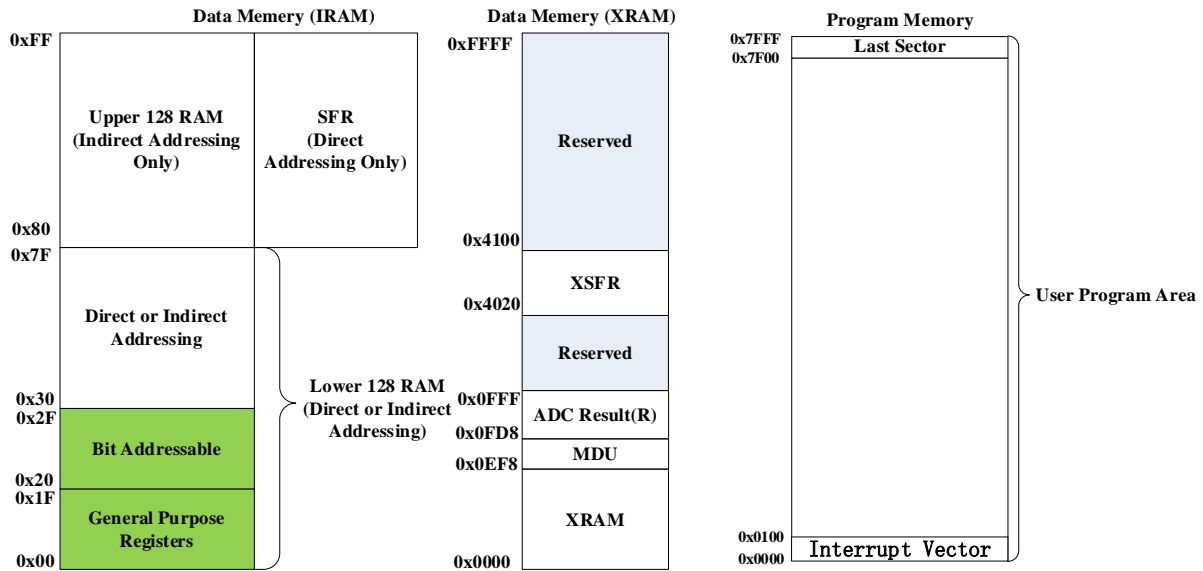 Data Memery (IRAM)
0xFF
Upper 128 RAM
(Indirect Addressing
Only)
SFR
(Direct
Addressing Only)
0x80
0x7F
Direct or Indirect
Addressing
0x30
0x2F
Bit Addressable
0x20
0x1F
General Purpose
Registers
0x00
Lower 128 RAM
(Direct or Indirect
Addressing)
Data Memery (XRAM)
0xFFFF
Reserved
0x4100
XSFR
0x4020
Reserved
0x0FFF
ADC Result(R)
0x0FD8
MDU
0x0EF8
XRAM
0x0000
Program Memory
0x7FFF
Last Sector
0x7F00
User Program Area
0x0100
Interrupt Vector
0x0000